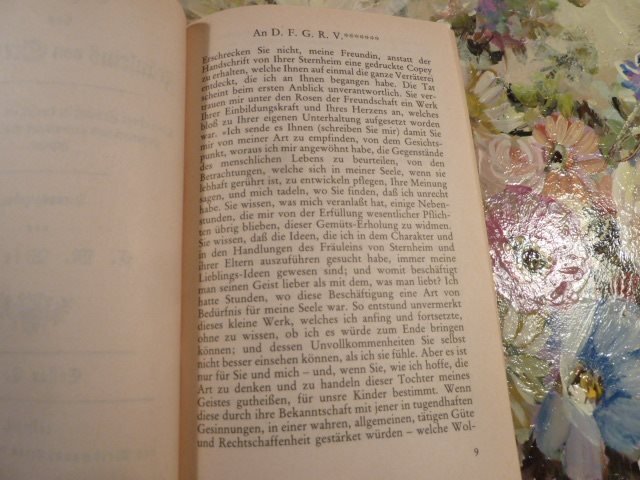 An D. F. G. R. V.*******
Erschrecken Sie nicht, meine Freundin, anstatt der
Handschrift von Ihrer Sternheim eine gedruckte Copey
zu erhalten, welche Ihnen auf einmal die ganze Verräterei
entdeckt, die ich an Ihnen begangen habe. Die Tat
scheint beim ersten Anblick unverantwortlich. Sie ver-
trauen mir unter den Rosen der Freundschaft ein Werk
Ihrer Einbildungskraft und Ihres Herzens an, welches
bloß zu Ihrer eigenen Unterhaltung aufgesetzt worden
war. »Ich sende es Ihnen (schreiben Sie mir) damit Sie
mir von meiner Art zu empfinden, von dem Gesichts-
punkt, woraus ich mir angewöhnt habe, die Gegenstände
des menschlichen Lebens zu beurteilen, von den
Betrachtungen, welche sich in meiner Seele, wenn sie
lebhaft gerührt ist, zu entwickeln pflegen, Ihre Meinung
sagen, und mich tadeln, wo Sie finden, daß ich unrecht
habe. Sie wissen, was mich veranlaßt hat, einige Neben-
stunden, die mir von der Erfüllung wesentlicher Pflich-
ten übrig blieben, dieser Gemüts-Erholung zu widmen.
Sie wissen, daß die Ideen, die ich in dem Charakter und
in den Handlungen des Fräuleins von Sternheim und
ihrer Eltern auszuführen gesucht habe, immer meine
Lieblings-Ideen gewesen sind; und womit beschäftigt
man seinen Geist lieber als mit dem, was man liebt? Ich
hatte Stunden, wo diese Beschäftigung eine Art von
Bedürfnis für meine Seele war. So entstund unvermerkt
dieses kleine Werk, welches ich anfing und fortsetzte,
ohne zu wissen, ob ich es würde zum Ende bringen
können; und dessen Unvollkommenheiten Sie selbst
nicht besser einsehen können, als ich sie fühle. Aber es ist
nur für Sie und mich – und, wenn Sie, wie ich hoffe, die
Art zu denken und zu handeln dieser Tochter meines
Geistes gutheißen, für unsre Kinder bestimmt. Wenn
diese durch ihre Bekanntschaft mit jener in tugendhaften
Gesinnungen, in einer wahren, allgemeinen, tätigen Güte
und Rechtschaffenheit gestärket würden – welche Wol-
9